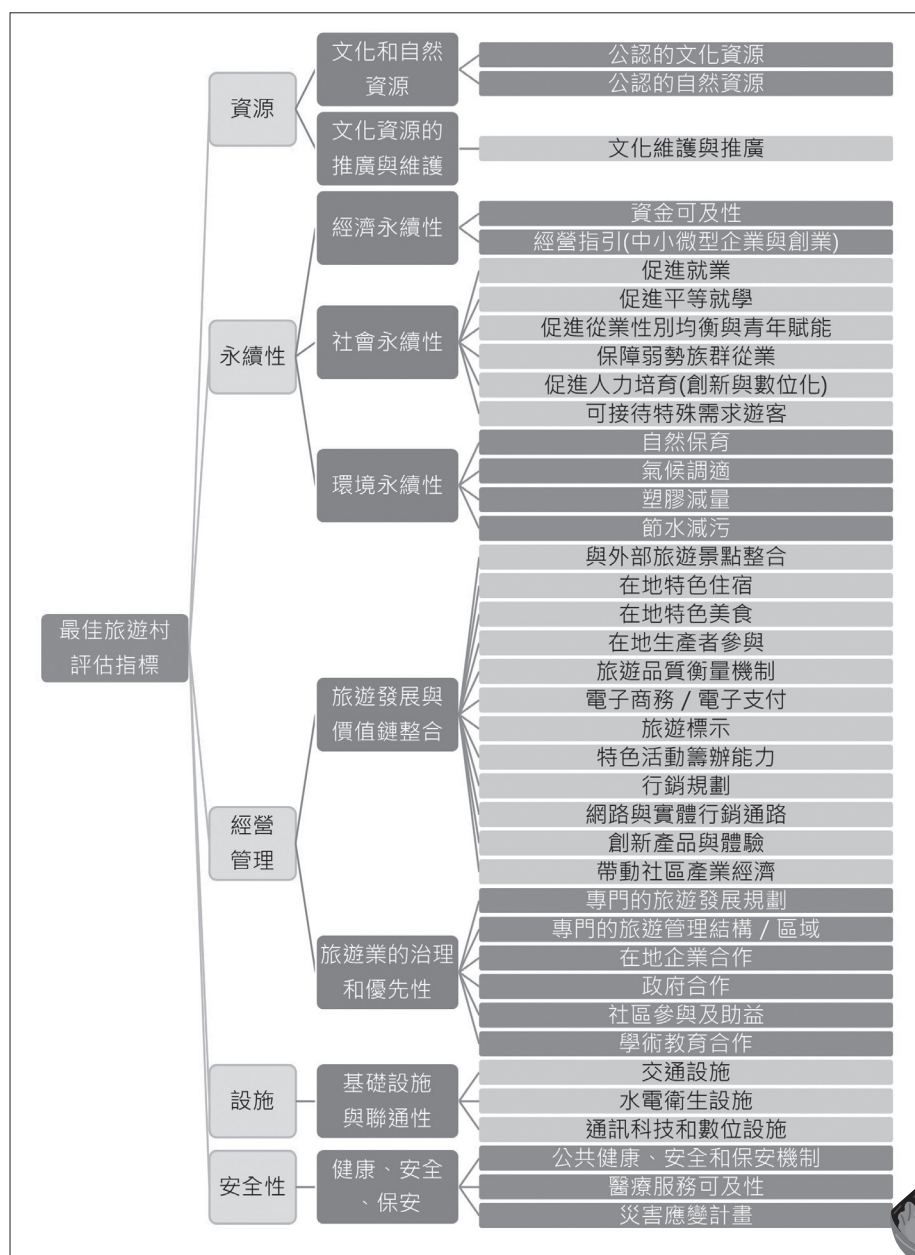 最佳旅遊村
評估指標
資源
文化和自然
資源
公認的文化資源
公認的自然資源
文化資源的
推廣與維護
文化維護與推廣
永續性
經濟永續性
資金可及性
經營指引(中小微型企業與創業)
社會永續性
促進就業
促進平等就學
促進從業性別均衡與青年賦能
保障弱勢族群從業
促進人力培育(創新與數位化)
可接待特殊需求遊客
環境永續性
自然保育
氣候調適
塑膠減量
節水減污
經營
管理
旅遊發展與
價值鏈整合
與外部旅遊景點整合
在地特色住宿
在地特色美食
在地生產者參與
旅遊品質衡量機制
電子商務 / 電子支付
旅遊標示
特色活動籌辦能力
行銷規劃
網路與實體行銷通路
創新產品與體驗
帶動社區產業經濟
旅遊業的治理
和優先性
專門的旅遊發展規劃
專門的旅遊管理結構 / 區域
在地企業合作
政府合作
社區參與及助益
學術教育合作
設施
基礎設施
與聯通性
交通設施
水電衛生設施
通訊科技和數位設施
安全性
健康、安全
、保安
公共健康、安全和保安機制
醫療服務可及性
災害應變計畫